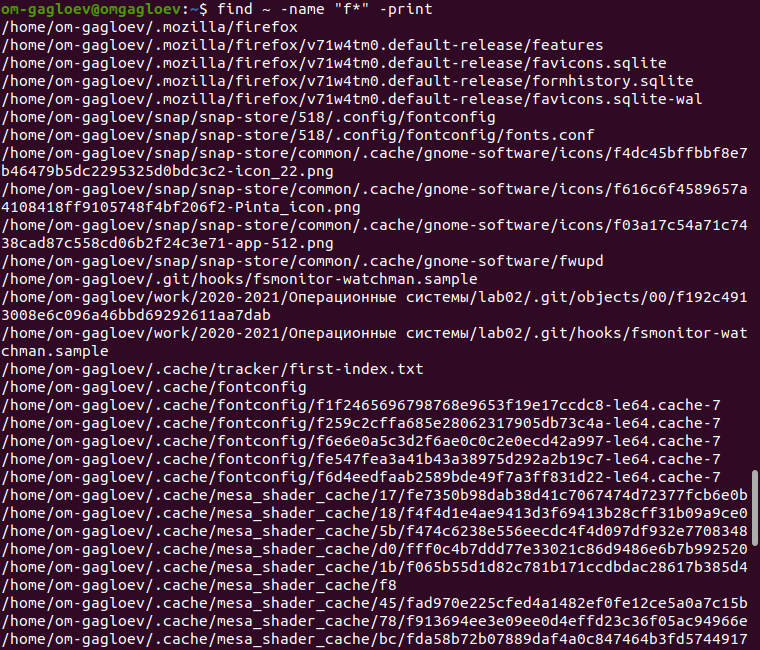 om-gagloev@omgagloev:~$ find ~ -name "f*" -print
/home/om-gagloev/.mozilla/firefox
/home/om-gagloev/.mozilla/firefox/v71w4tm0.default-release/features
/home/om-gagloev/.mozilla/firefox/v71w4tm0.default-release/favicons.sqlite
/home/om-gagloev/.mozilla/firefox/v71w4tm0.default-release/formhistory.sqlite
/home/om-gagloev/.mozilla/firefox/v71w4tm0.default-release/favicons.sqlite-wal
/home/om-gagloev/snap/snap-store/518/.config/fontconfig
/home/om-gagloev/snap/snap-store/518/.config/fontconfig/fonts.conf
/home/om-gagloev/snap/snap-store/common/.cache/gnome-software/icons/f4dc45bffbbf8e7
b46479b5dc2295325d0bdc3c2-icon_22.png
/home/om-gagloev/snap/snap-store/common/.cache/gnome-software/icons/f616c6f4589657a
4108418ff9105748f4bf206f2-Pinta_icon.png
/home/om-gagloev/snap/snap-store/common/.cache/gnome-software/icons/f03a17c54a71c74
38cad87c558cd06b2f24c3e71-app-512.png
/home/om-gagloev/snap/snap-store/common/.cache/gnome-software/fwupd
/home/om-gagloev/.git/hooks/fsmonitor-watchman.sample
/home/om-gagloev/work/2020-2021/Операционные системы/lab02/.git/objects/00/f192c491
3008e6c096a46bbd69292611aa7dab
/home/om-gagloev/work/2020-2021/Операционные системы/lab02/.git/hooks/fsmonitor-wat
chman.sample
/home/om-gagloev/.cache/tracker/first-index.txt
/home/om-gagloev/.cache/fontconfig
/home/om-gagloev/.cache/fontconfig/f1f2465696798768e9653f19e17ccdc8-le64.cache-7
/home/om-gagloev/.cache/fontconfig/f259c2cffa685e28062317905db73c4a-le64.cache-7
/home/om-gagloev/.cache/fontconfig/f6e6e0a5c3d2f6ae0c0c2e0ecd42a997-le64.cache-7
/home/om-gagloev/.cache/fontconfig/fe547fea3a41b43a38975d292a2b19c7-le64.cache-7
/home/om-gagloev/.cache/fontconfig/f6d4eedfaab2589bde49f7a3ff831d22-le64.cache-7
/home/om-gagloev/.cache/mesa_shader_cache/17/fe7350b98dab38d41c7067474d72377fcb6e0b
/home/om-gagloev/.cache/mesa_shader_cache/18/f4f4d1e4ae9413d3f69413b28cff31b09a9ce0
/home/om-gagloev/.cache/mesa_shader_cache/5b/f474c6238e556eecdc4f4d097df932e7708348
/home/om-gagloev/.cache/mesa_shader_cache/d0/fff0c4b7ddd77e33021c86d9486e6b7b992520
/home/om-gagloev/.cache/mesa_shader_cache/1b/f065b55d1d82c781b171ccdbdac28617b385d4
/home/om-gagloev/.cache/mesa_shader_cache/f8
/home/om-gagloev/.cache/mesa_shader_cache/45/fad970e225cfed4a1482ef0fe12ce5a0a7c15b
/home/om-gagloev/.cache/mesa_shader_cache/78/f913694ee3e09ee0d4effd23c36f05ac94966e
/home/om-gagloev/.cache/mesa_shader_cache/bc/fda58b72b07889daf4a0c847464b3fd5744917